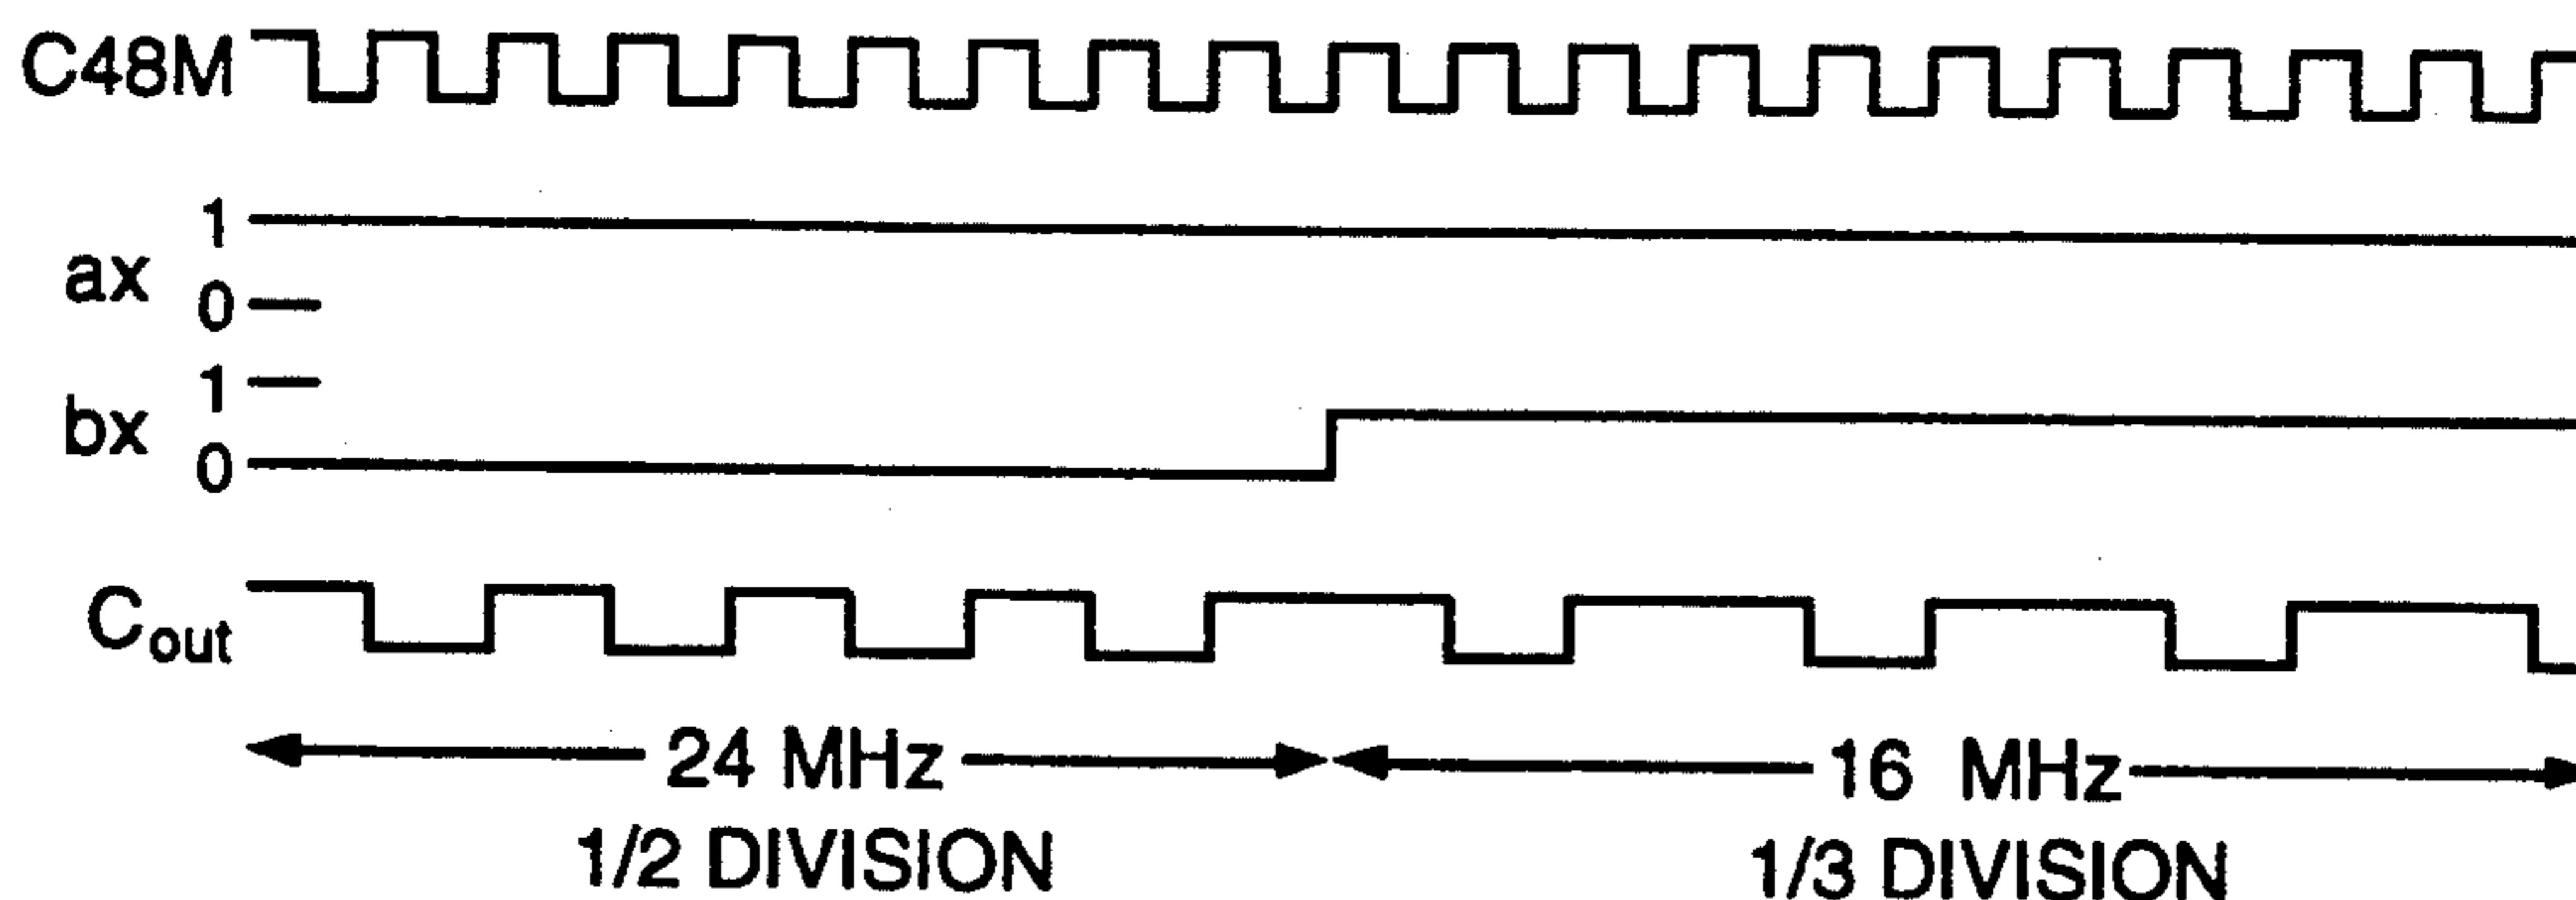 C48M
1
ax
0
1
bx
0
Cout
24 MHz
16 MHz
1/2 DIVISION
1/3 DIVISION